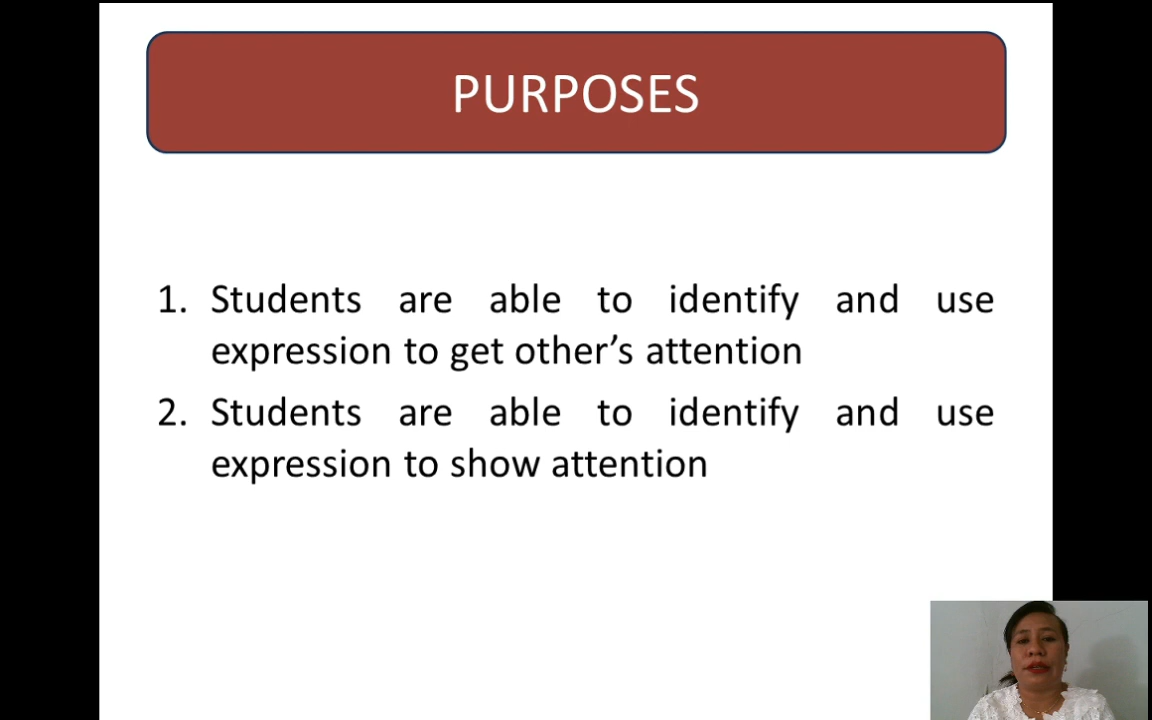 PURPOSES
1. Students are able to identify and use
expression to get other’s attention
2. Students are able to identify and use
expression to show attention